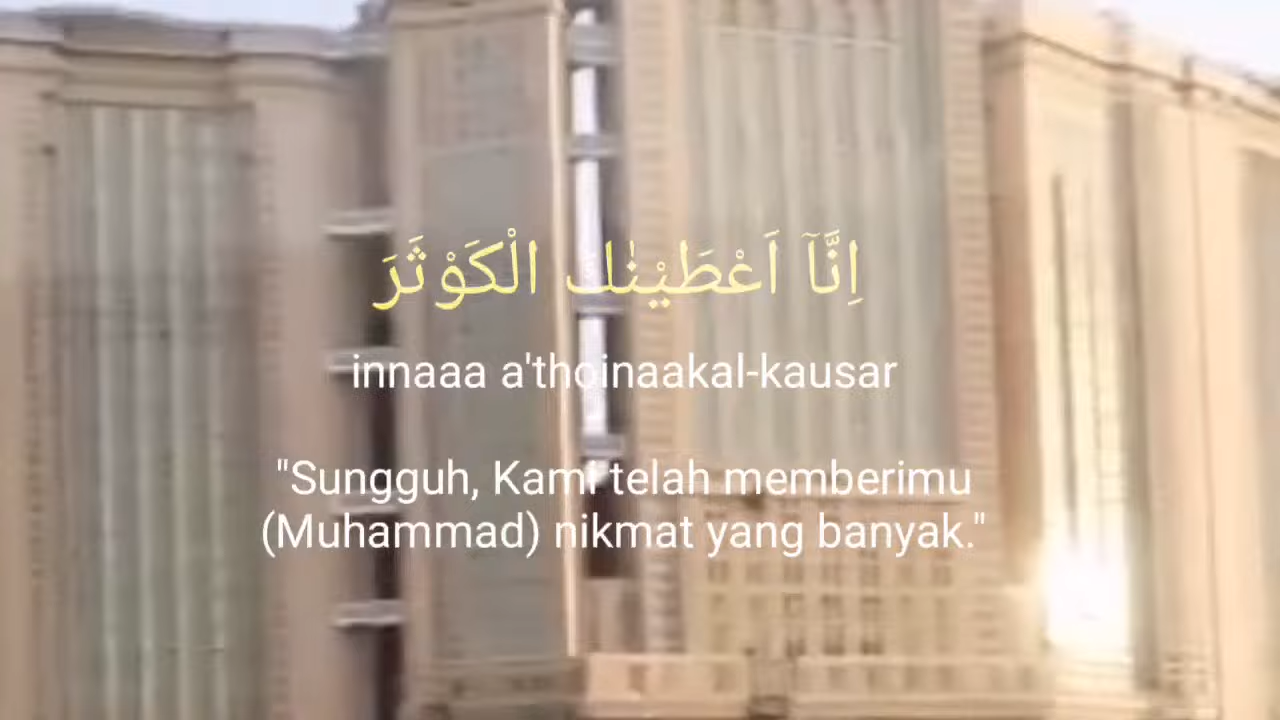 اِنَّآ اَعْطَيْنٰكَ الْكَوْثَرَ
innaaa a'thoinaakal-kausar
"Sungguh, Kami telah memberimu
(Muhammad) nikmat yang banyak."